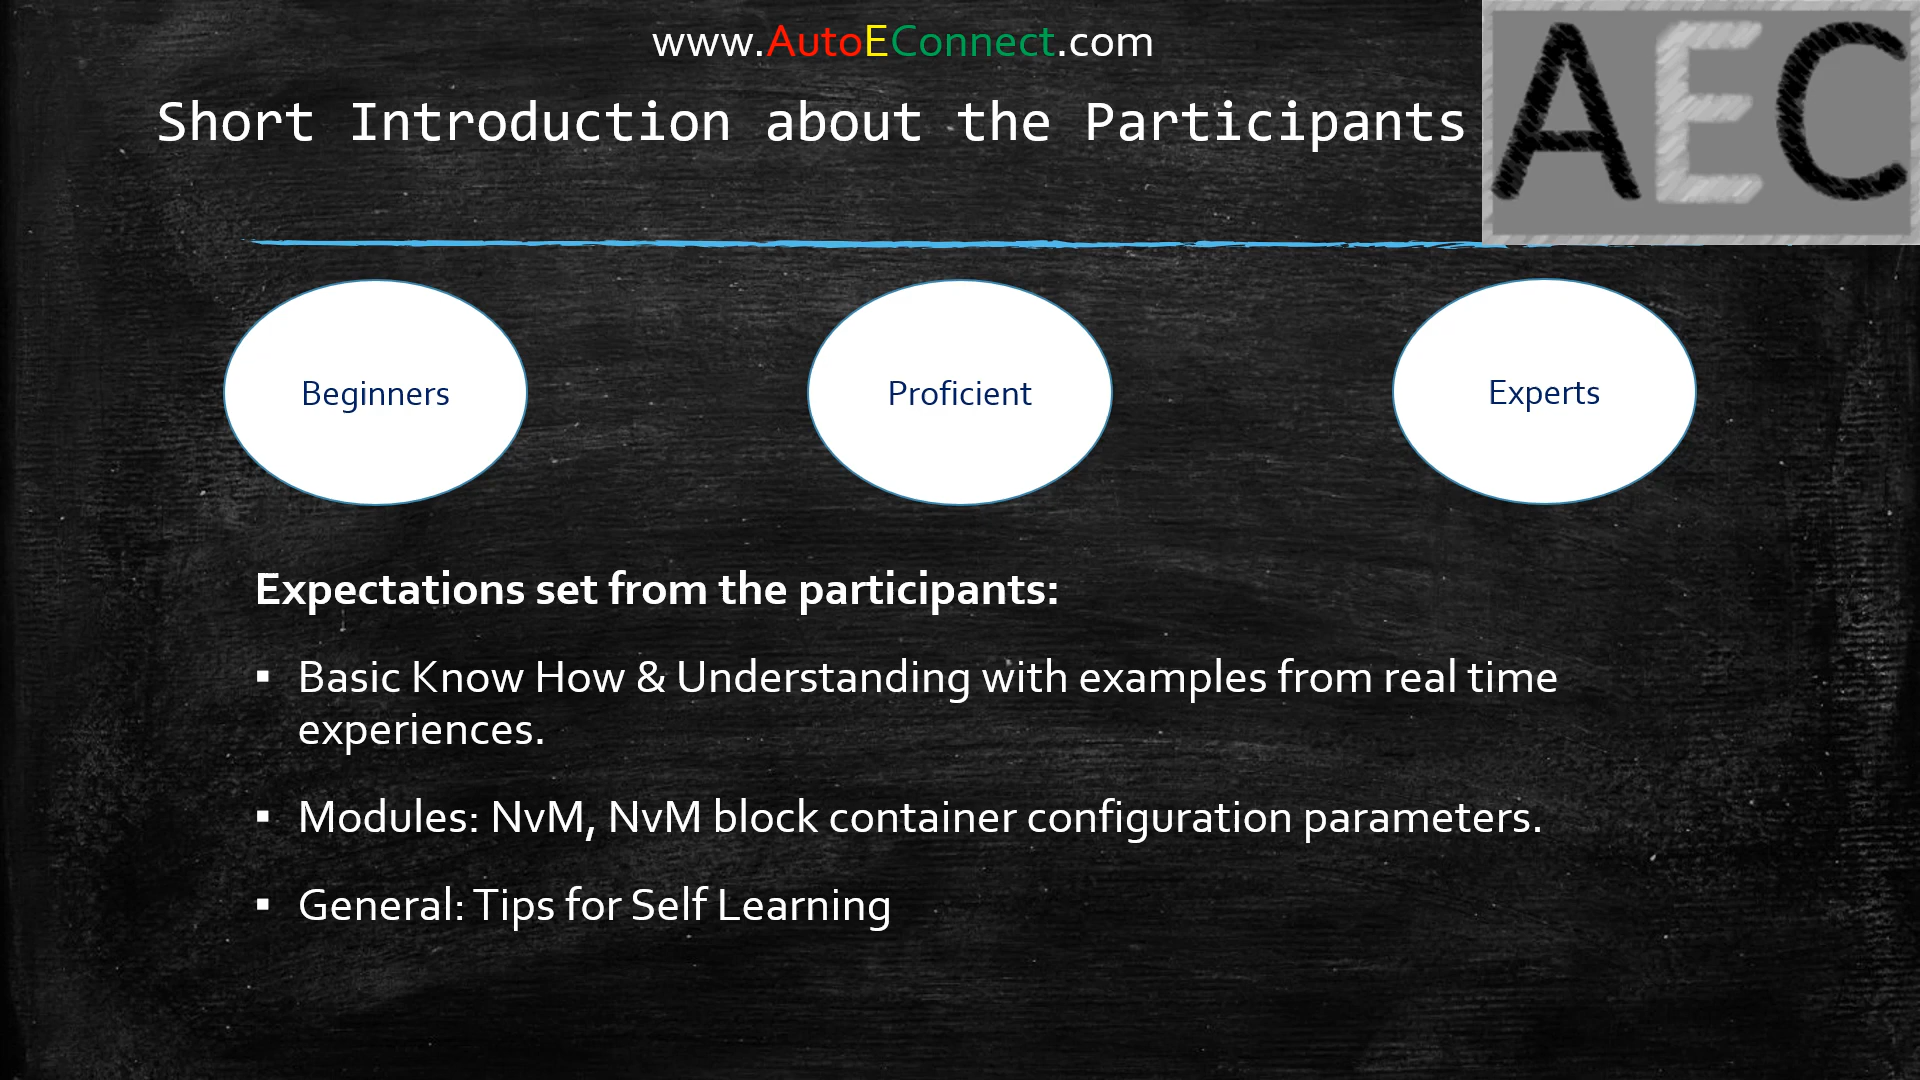 www.AutoEConnect.com
AEC
Short Introduction about the Participants
Beginners
Proficient
Experts
Expectations set from the participants:
▪ Basic Know How & Understanding with examples from real time
experiences.
▪ Modules: NvM, NvM block container configuration parameters.
▪ General: Tips for Self Learning